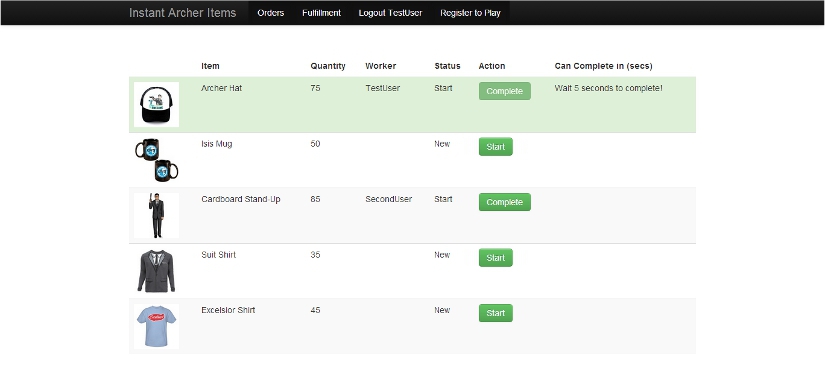 Instant Archer Items Orders Fulfillment Logout TestUser Register to Play
Item Quantity Worker Status Action Can Complete in (secs)
Archer Hat 75 TestUser Start Complete Wait 5 seconds to complete!
Isis Mug 50 New Start
Cardboard Stand-Up 85 SecondUser Start Complete
Suit Shirt 35 New Start
Excelsior Shirt 45 New Start